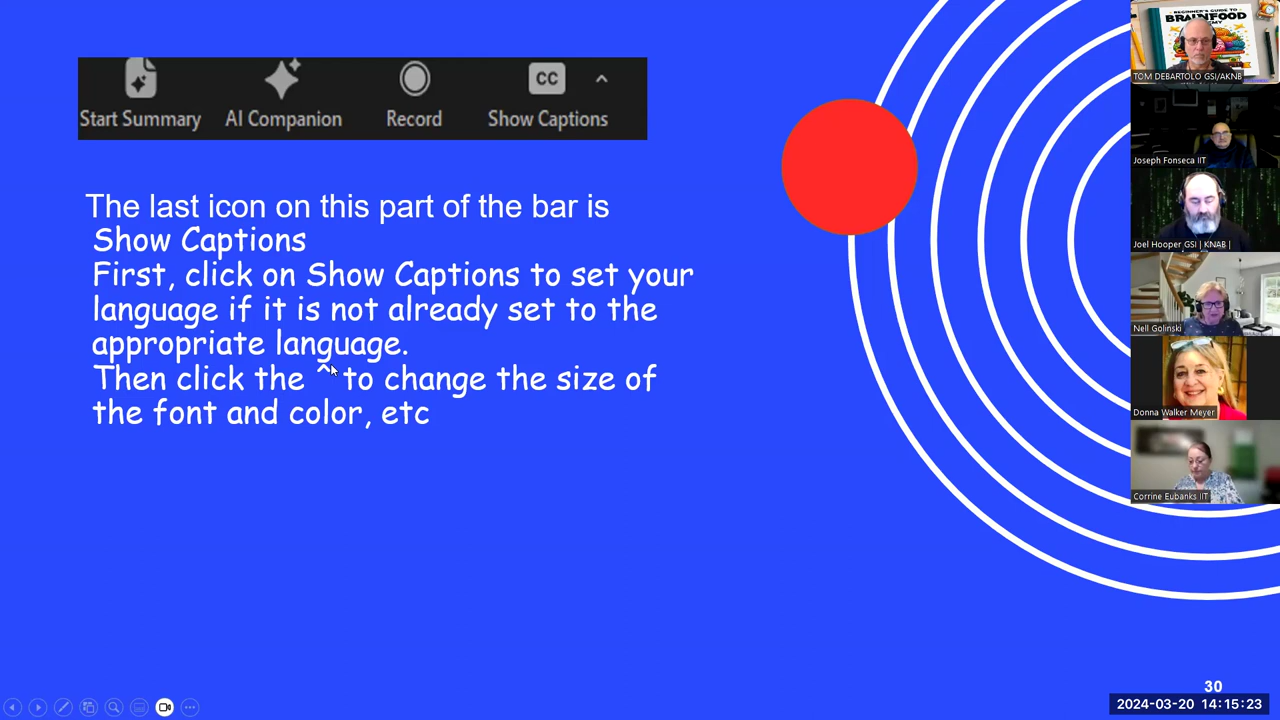 Start Summary
AI Companion
Record
CC
Show Captions
The last icon on this part of the bar is
Show Captions
First, click on Show Captions to set your
language if it is not already set to the
appropriate language.
Then click the ^ to change the size of
the font and color, etc
BEGINNER'S GUIDE TO
BRAINFOOD
TOM DEBARTOLO GSI/AKNB
Joseph Fonseca IIT
Joel Hooper GSI | KNAB |
Nell Golinski
Donna Walker Meyer
Corrine Eubanks IIT
30
2024-03-20 14:15:23